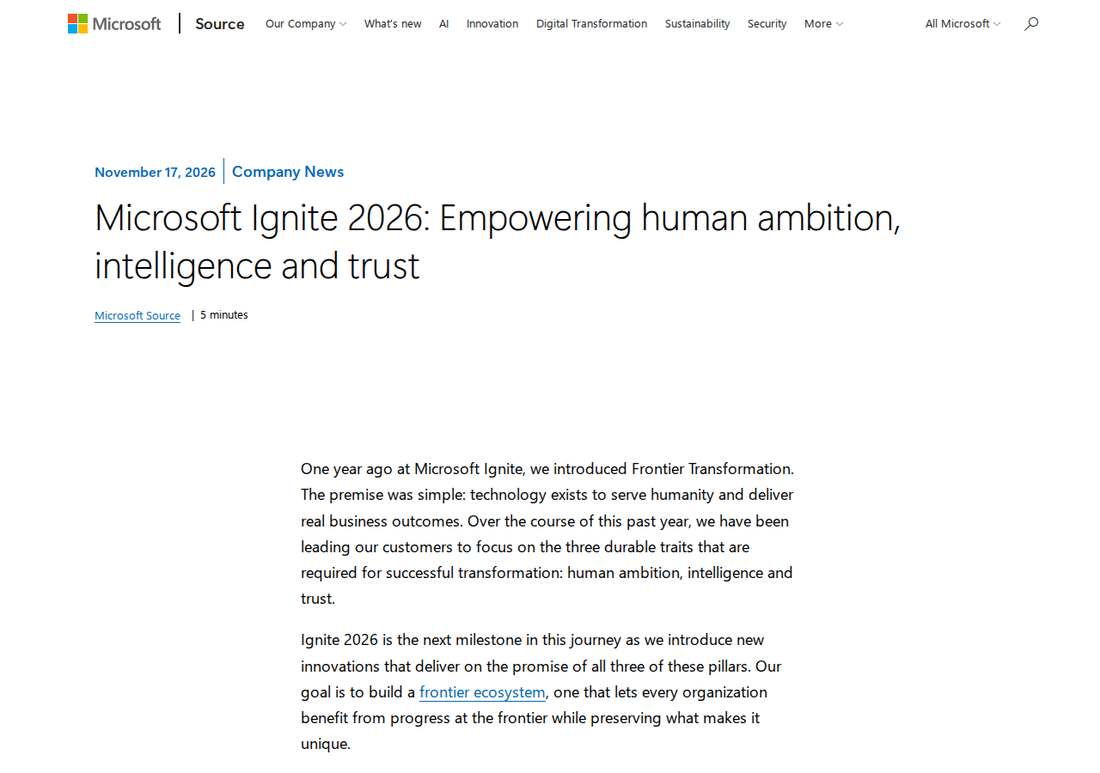 Microsoft | Source Our Company What's new AI Innovation Digital Transformation Sustainability Security More All Microsoft
November 17, 2026 | Company News
Microsoft Ignite 2026: Empowering human ambition,
intelligence and trust
Microsoft Source | 5 minutes
One year ago at Microsoft Ignite, we introduced Frontier Transformation.
The premise was simple: technology exists to serve humanity and deliver
real business outcomes. Over the course of this past year, we have been
leading our customers to focus on the three durable traits that are
required for successful transformation: human ambition, intelligence and
trust.
Ignite 2026 is the next milestone in this journey as we introduce new
innovations that deliver on the promise of all three of these pillars. Our
goal is to build a frontier ecosystem, one that lets every organization
benefit from progress at the frontier while preserving what makes it
unique.